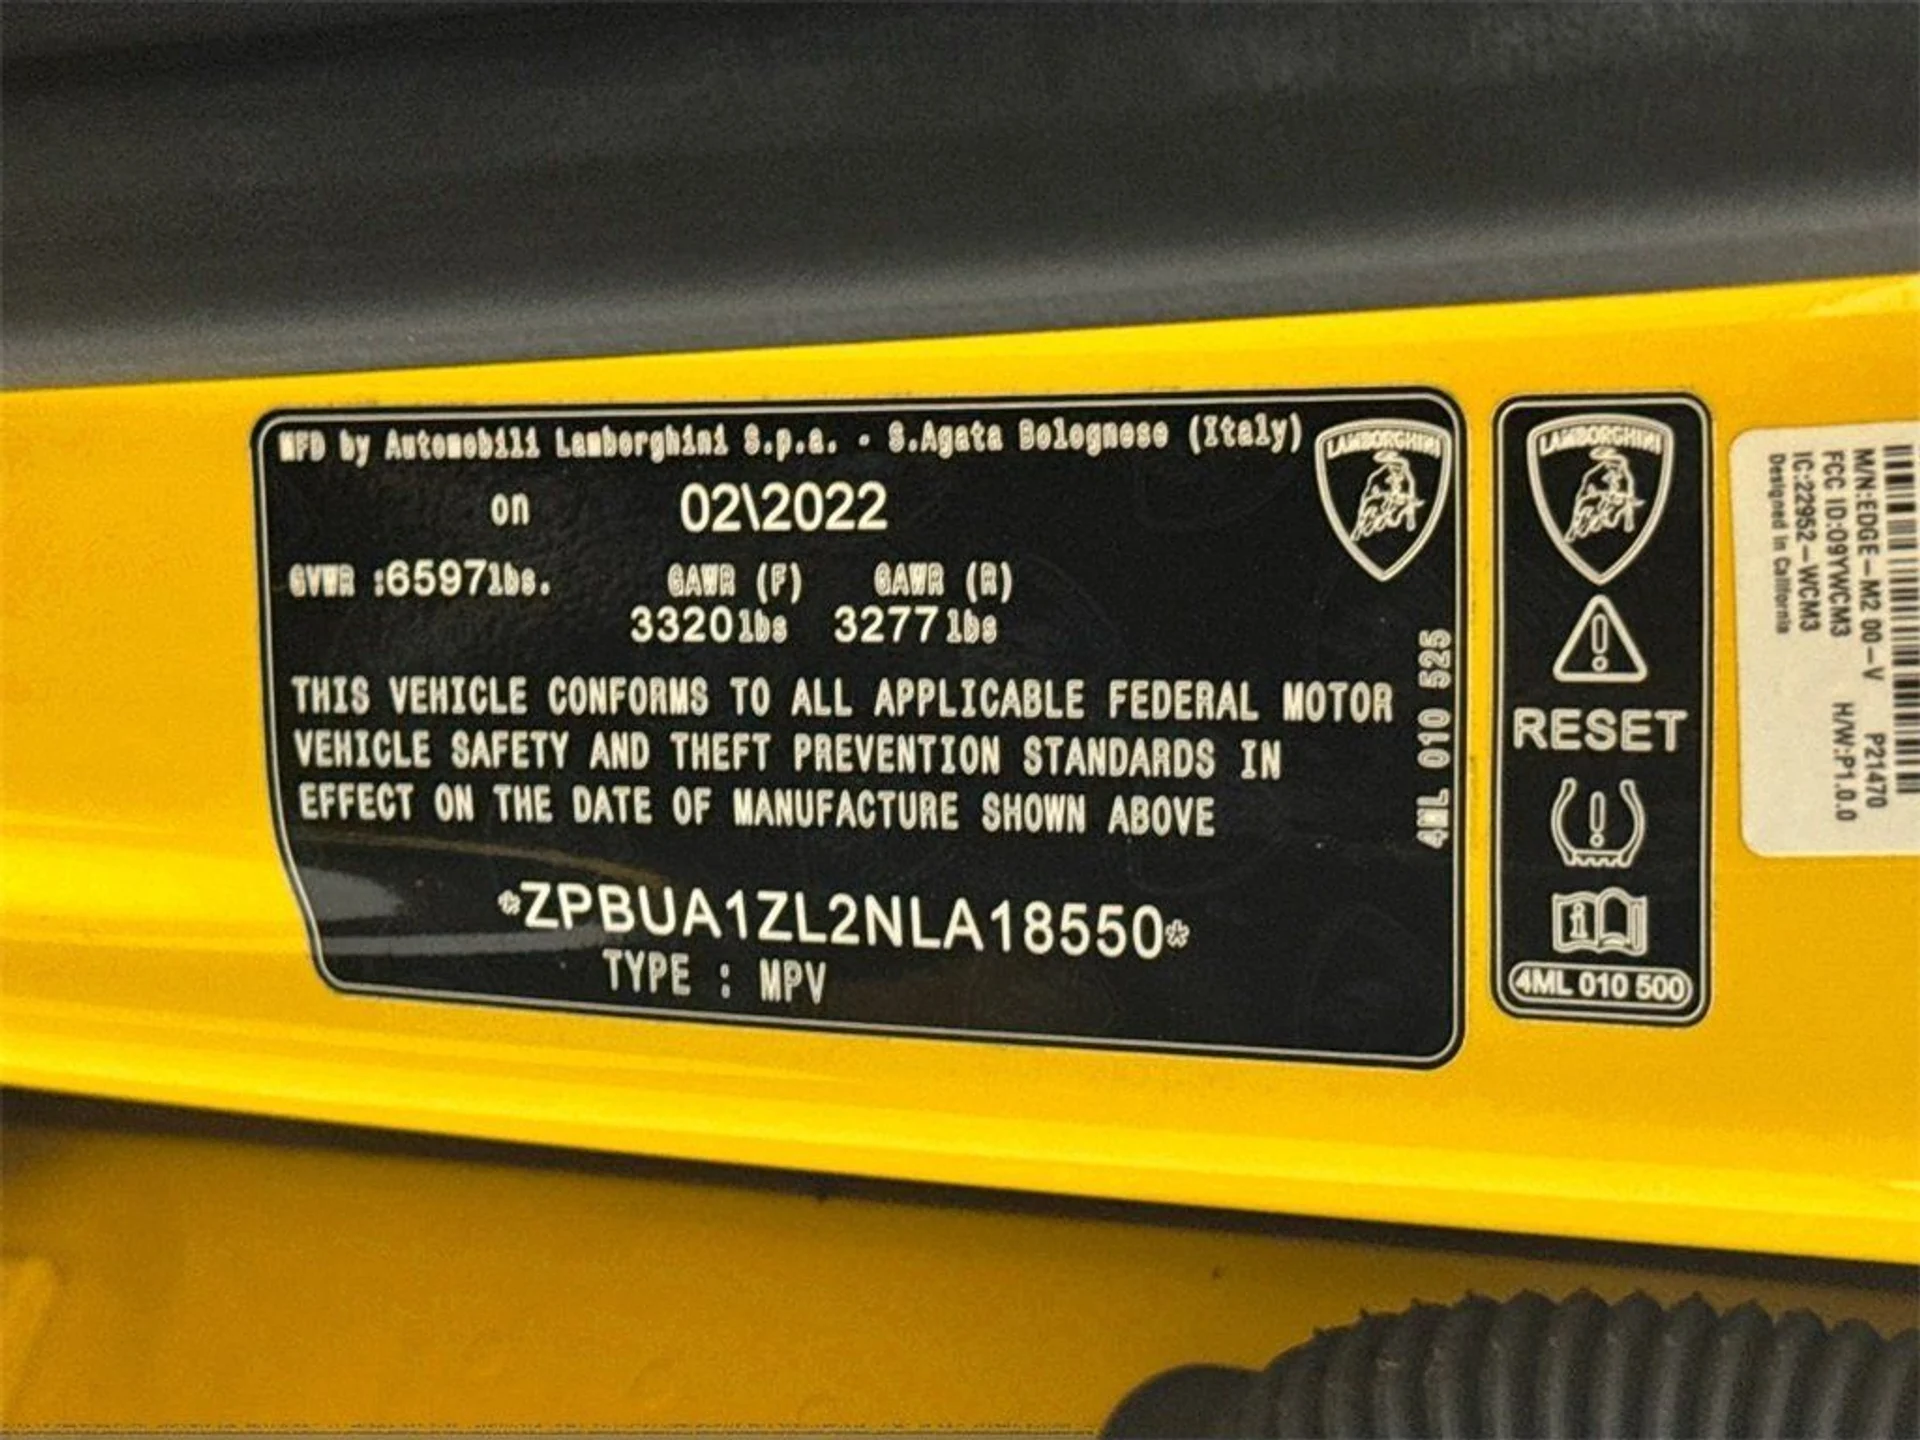 MFD by Automobili Lamborghini S.p.a. - S.Agata Bolognese (Italy)
on 02\2022
GVWR :6597lbs. GAWR (F) GAWR (R)
3320lbs 3277lbs
THIS VEHICLE CONFORMS TO ALL APPLICABLE FEDERAL MOTOR
VEHICLE SAFETY AND THEFT PREVENTION STANDARDS IN
EFFECT ON THE DATE OF MANUFACTURE SHOWN ABOVE
*ZPBUA1ZL2NLA18550*
TYPE : MPV
LAMBORGHINI
4ML 010 525
LAMBORGHINI
RESET
4ML 010 500
M/N:EDGE-M2 00-V P21470
FCC ID:09YWCM3 H/W:P1.0.0
IC:22952-WCM3
Designed in California